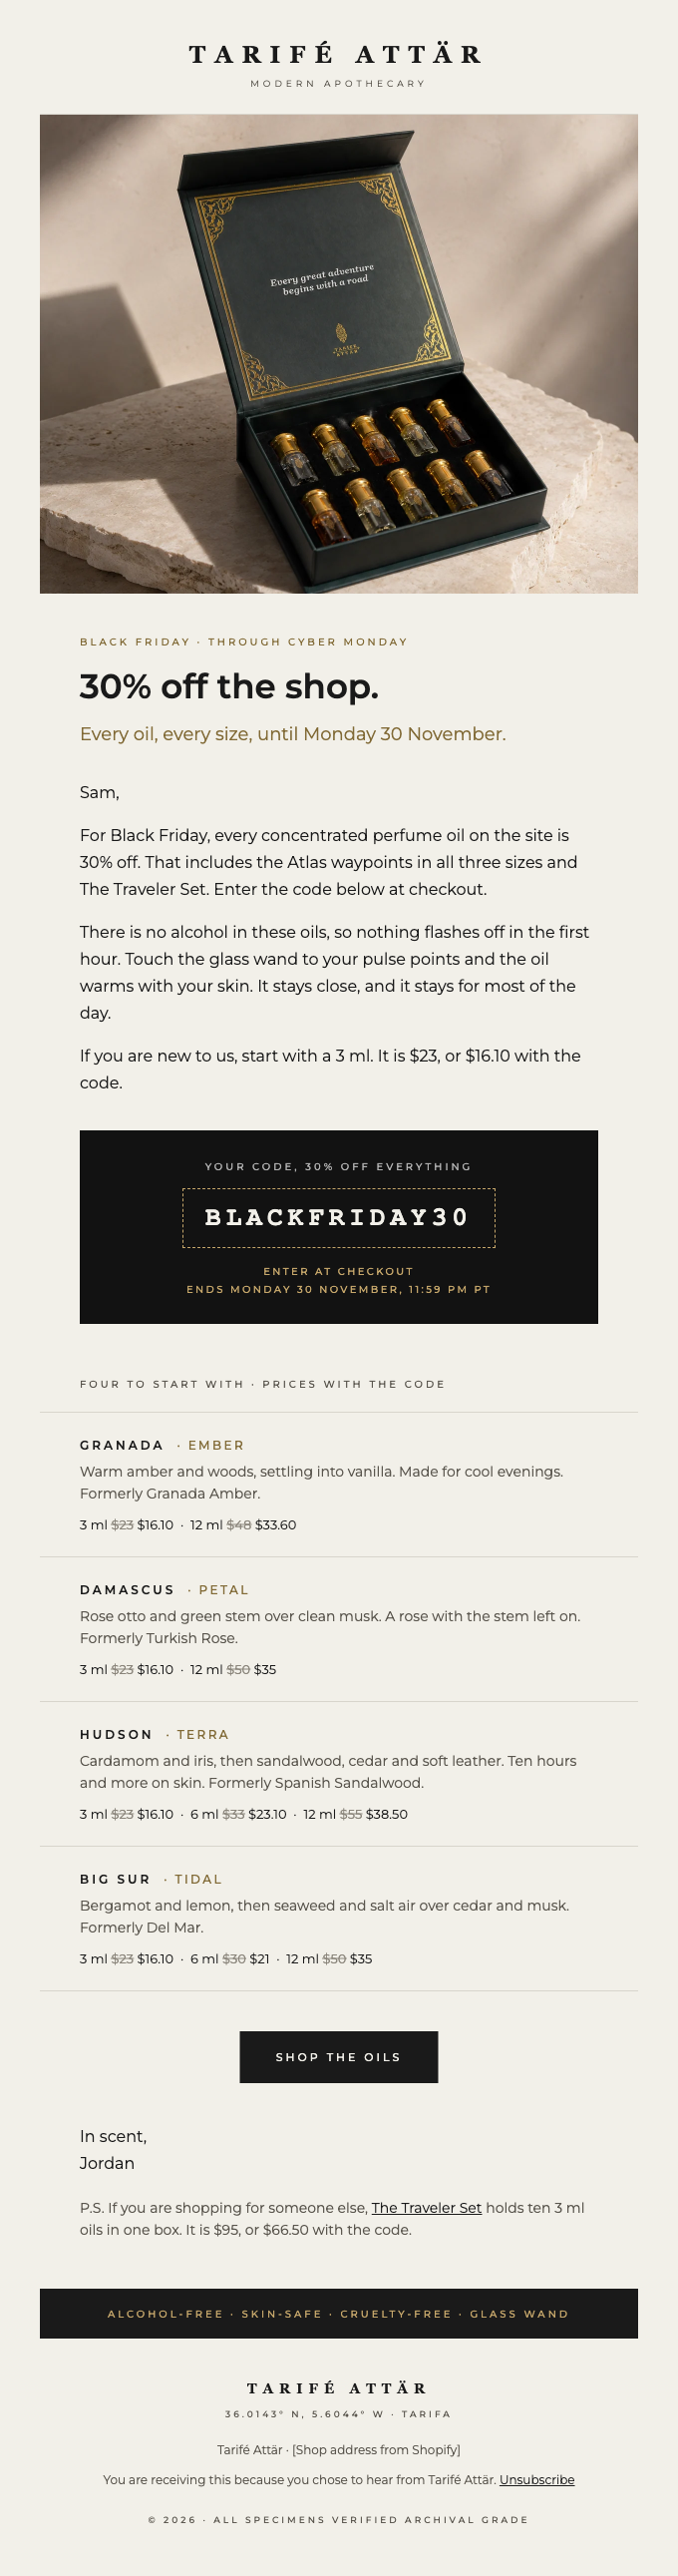 TARIFÉ ATTÄR
MODERN APOTHECARY
Every great adventure
begins with a road
TARIFÉ
ATTÄR
BLACK FRIDAY · THROUGH CYBER MONDAY
30% off the shop.
Every oil, every size, until Monday 30 November.
Sam,
For Black Friday, every concentrated perfume oil on the site is
30% off. That includes the Atlas waypoints in all three sizes and
The Traveler Set. Enter the code below at checkout.
There is no alcohol in these oils, so nothing flashes off in the first
hour. Touch the glass wand to your pulse points and the oil
warms with your skin. It stays close, and it stays for most of the
day.
If you are new to us, start with a 3 ml. It is $23, or $16.10 with the
code.
YOUR CODE, 30% OFF EVERYTHING
BLACKFRIDAY30
ENTER AT CHECKOUT
ENDS MONDAY 30 NOVEMBER, 11:59 PM PT
FOUR TO START WITH · PRICES WITH THE CODE
GRANADA · EMBER
Warm amber and woods, settling into vanilla. Made for cool evenings.
Formerly Granada Amber.
3 ml $23 $16.10 · 12 ml $48 $33.60
DAMASCUS · PETAL
Rose otto and green stem over clean musk. A rose with the stem left on.
Formerly Turkish Rose.
3 ml $23 $16.10 · 12 ml $50 $35
HUDSON · TERRA
Cardamom and iris, then sandalwood, cedar and soft leather. Ten hours
and more on skin. Formerly Spanish Sandalwood.
3 ml $23 $16.10 · 6 ml $33 $23.10 · 12 ml $55 $38.50
BIG SUR · TIDAL
Bergamot and lemon, then seaweed and salt air over cedar and musk.
Formerly Del Mar.
3 ml $23 $16.10 · 6 ml $30 $21 · 12 ml $50 $35
SHOP THE OILS
In scent,
Jordan
P.S. If you are shopping for someone else, The Traveler Set holds ten 3 ml
oils in one box. It is $95, or $66.50 with the code.
ALCOHOL-FREE · SKIN-SAFE · CRUELTY-FREE · GLASS WAND
TARIFÉ ATTÄR
36.0143° N, 5.6044° W · TARIFA
Tarifé Attär · [Shop address from Shopify]
You are receiving this because you chose to hear from Tarifé Attär. Unsubscribe
© 2026 · ALL SPECIMENS VERIFIED ARCHIVAL GRADE